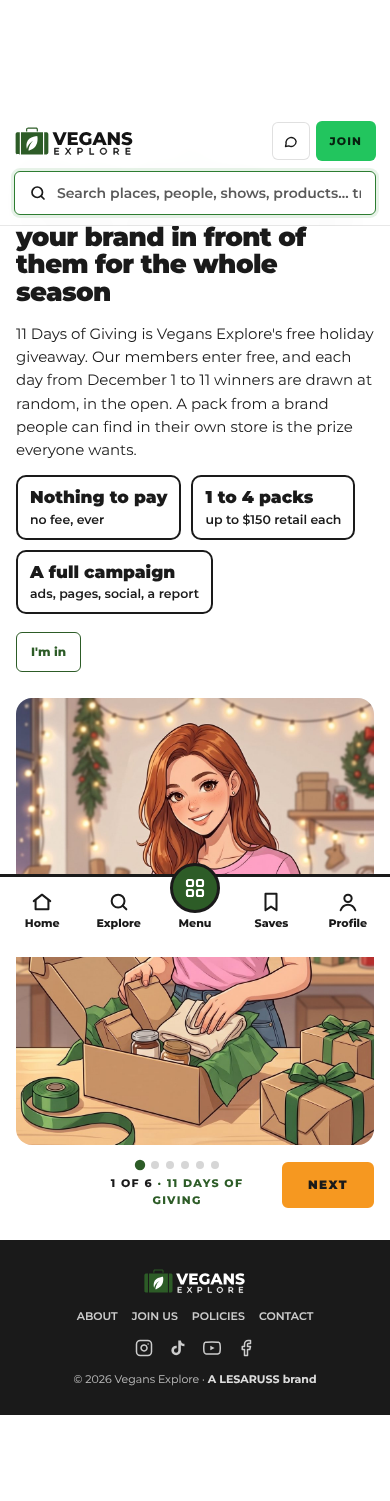 VEGANS
EXPLORE
JOIN
Search places, people, shows, products... tr
your brand in front of
them for the whole
season
11 Days of Giving is Vegans Explore's free holiday
giveaway. Our members enter free, and each
day from December 1 to 11 winners are drawn at
random, in the open. A pack from a brand
people can find in their own store is the prize
everyone wants.
Nothing to pay
no fee, ever
1 to 4 packs
up to $150 retail each
A full campaign
ads, pages, social, a report
I'm in
Home
Explore
Menu
Saves
Profile
1 OF 6 · 11 DAYS OF
GIVING
NEXT
VEGANS
EXPLORE
ABOUT
JOIN US
POLICIES
CONTACT
© 2026 Vegans Explore · A LESARUSS brand